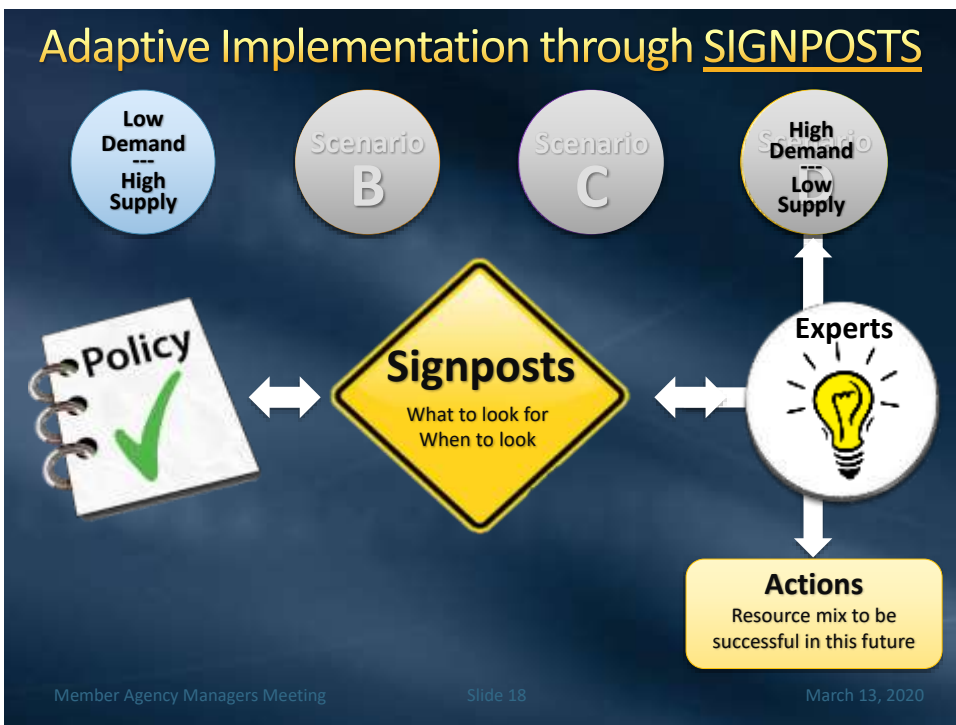 Adaptive Implementation through SIGNPOSTS
Low
Demand
---
High
Supply
Scenario
B
Scenario
C
Scenario
D
High
Demand
---
Low
Supply
Policy
Signposts
What to look for
When to look
Experts
Actions
Resource mix to be
successful in this future
Member Agency Managers Meeting
Slide 18
March 13, 2020